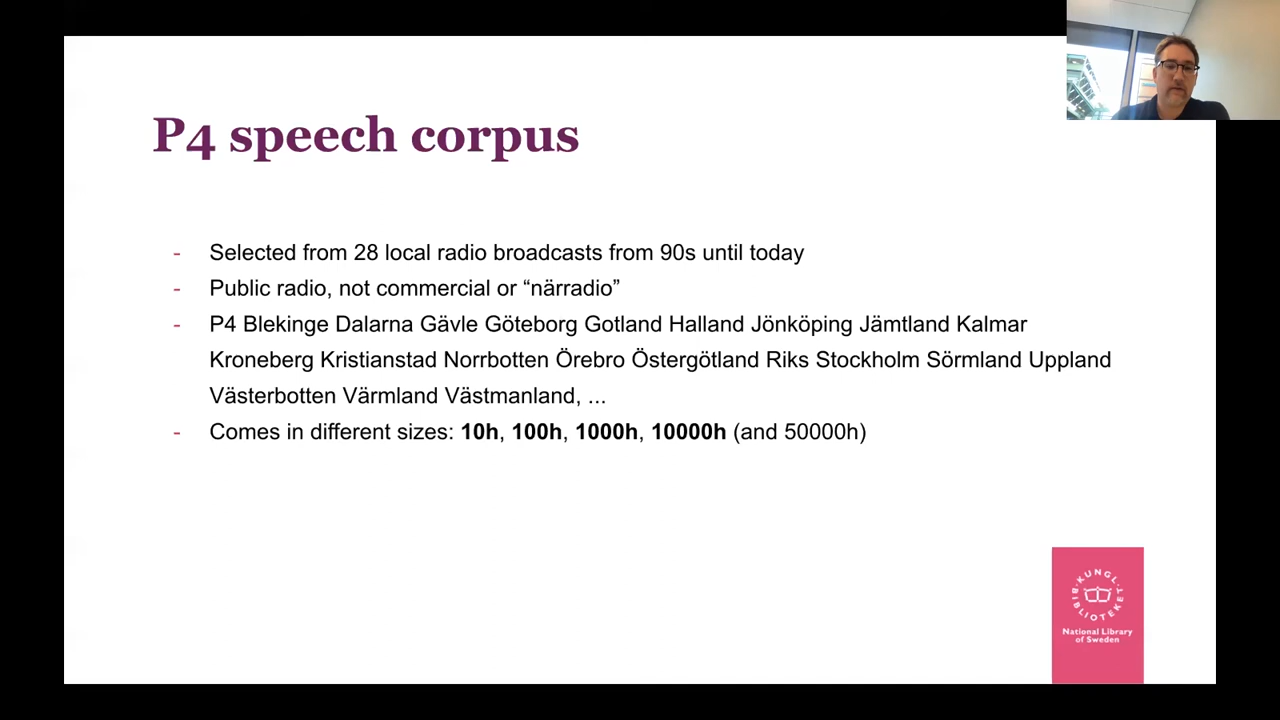 P4 speech corpus
- Selected from 28 local radio broadcasts from 90s until today
- Public radio, not commercial or “närradio”
- P4 Blekinge Dalarna Gävle Göteborg Gotland Halland Jönköping Jämtland Kalmar
Kroneberg Kristianstad Norrbotten Örebro Östergötland Riks Stockholm Sörmland Uppland
Västerbotten Värmland Västmanland, ...
- Comes in different sizes: 10h, 100h, 1000h, 10000h (and 50000h)
KUNGL. BIBLIOTEKET
National Library
of Sweden